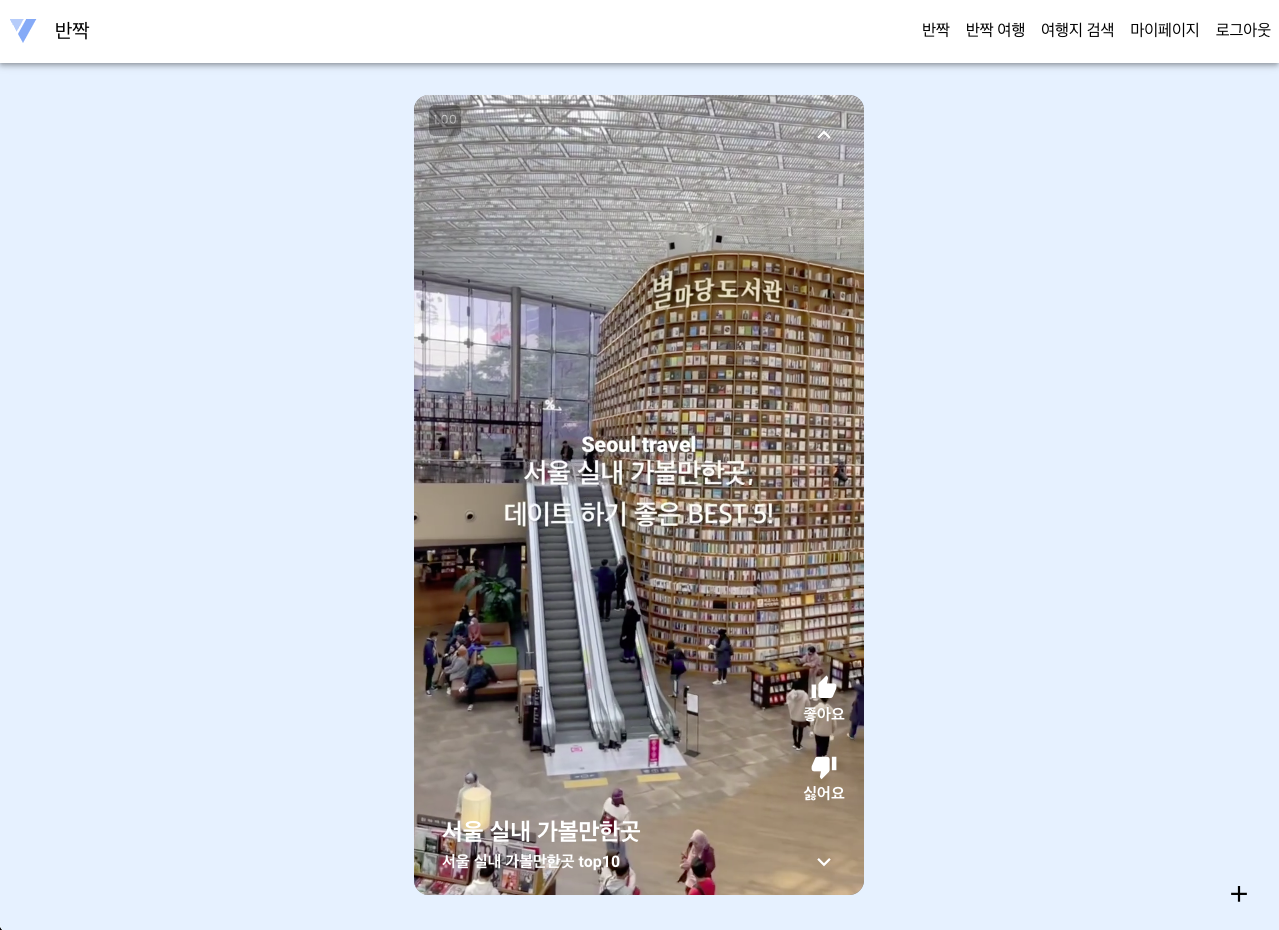 반짝
반짝 반짝 여행 여행지 검색 마이페이지 로그아웃
1.00
별마당 도서관
Seoul travel
서울 실내 가볼만한곳,
데이트 하기 좋은 BEST 5!
좋아요
싫어요
서울 실내 가볼만한곳
서울 실내 가볼만한곳 top10